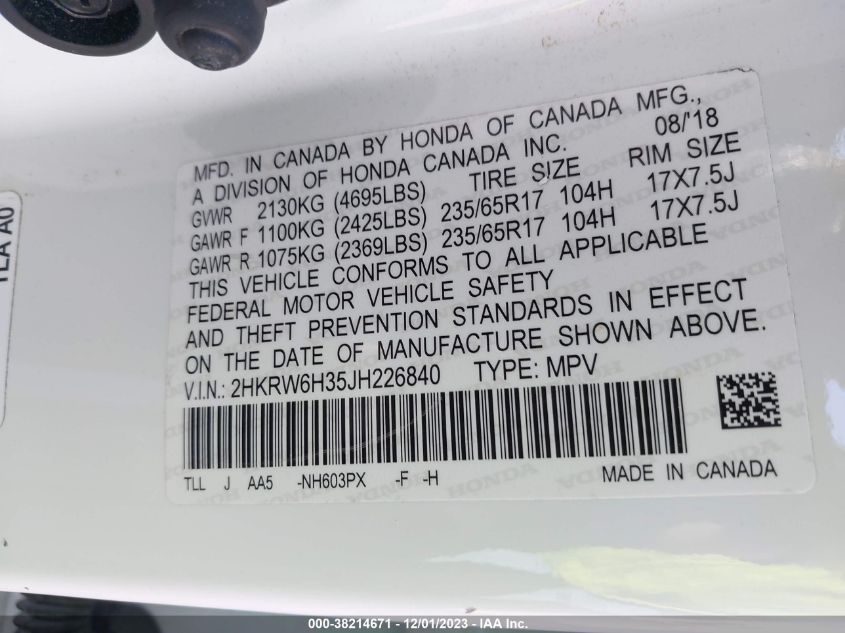 MFD. IN CANADA BY HONDA OF CANADA MFG.,
A DIVISION OF HONDA CANADA INC. 08/'18
TIRE SIZE RIM SIZE
GVWR 2130KG (4695LBS)
GAWR F 1100KG (2425LBS) 235/65R17 104H 17X7.5J
GAWR R 1075KG (2369LBS) 235/65R17 104H 17X7.5J
THIS VEHICLE CONFORMS TO ALL APPLICABLE
FEDERAL MOTOR VEHICLE SAFETY
AND THEFT PREVENTION STANDARDS IN EFFECT
ON THE DATE OF MANUFACTURE SHOWN ABOVE.
V.I.N.: 2HKRW6H35JH226840 TYPE: MPV
TLL J AA5 -NH603PX -F -H MADE IN CANADA
TLA A0
000-38214671 - 12/01/2023 - IAA Inc.